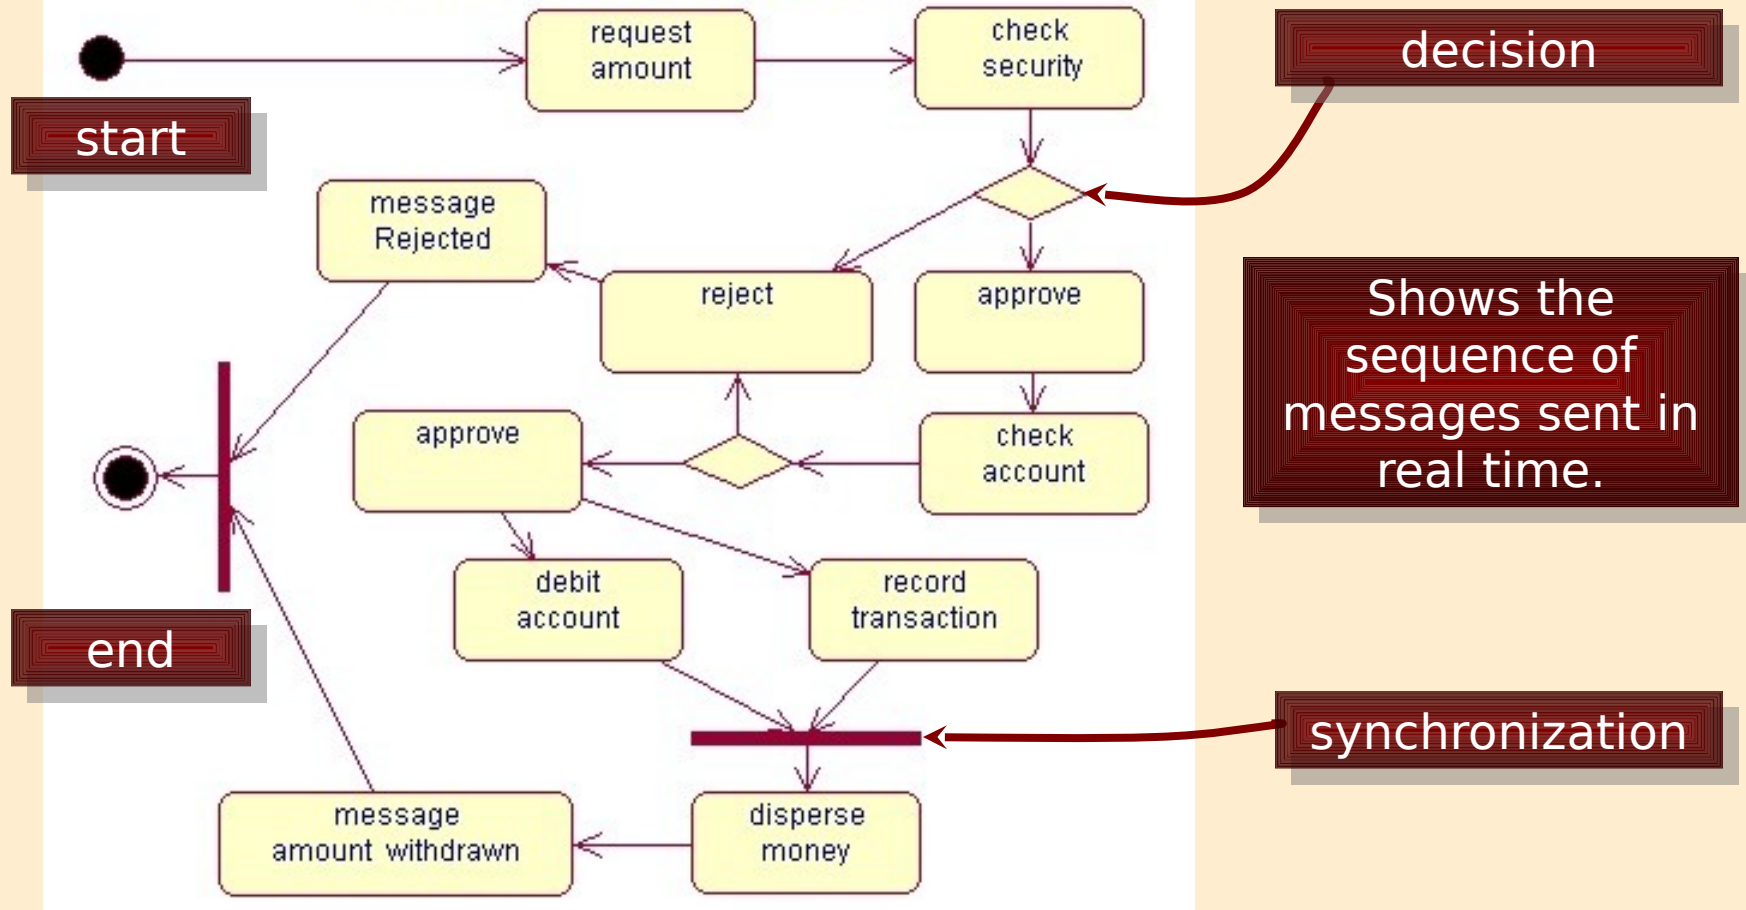 request
amount
check
security
decision
start
message
Rejected
reject
approve
Shows the
sequence of
messages sent in
real time.
approve
check
account
debit
account
record
transaction
end
synchronization
message
amount withdrawn
disperse
money